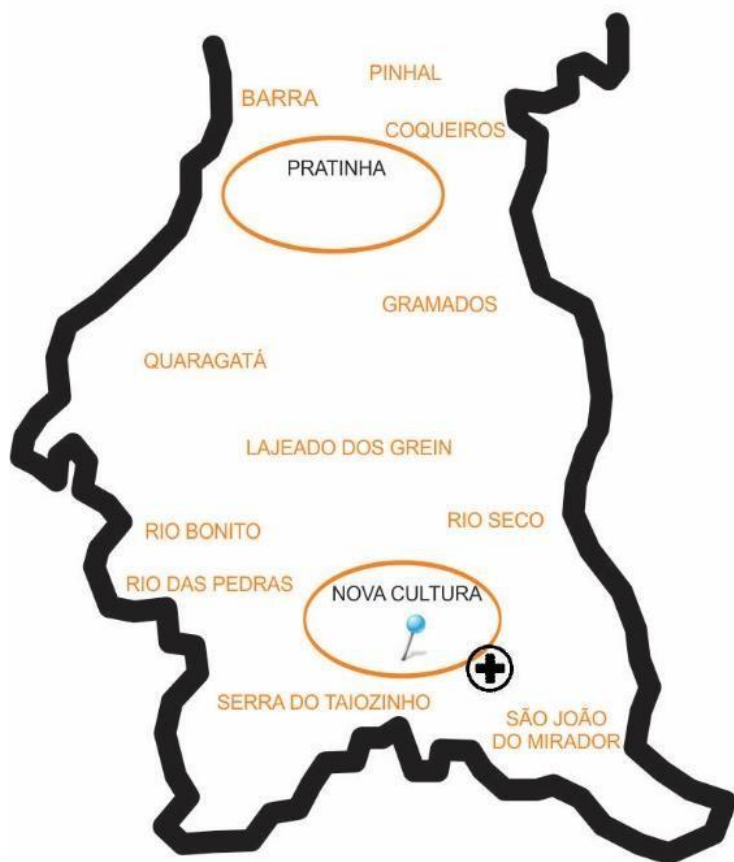 PINHAL
BARRA
COQUEIROS
PRATINHA
GRAMADOS
QUARAGATÁ
LAJEADO DOS GREIN
RIO SECO
RIO BONITO
RIO DAS PEDRAS
NOVA CULTURA
SERRA DO TAIOZINHO
SÃO JOÃO
DO MIRADOR